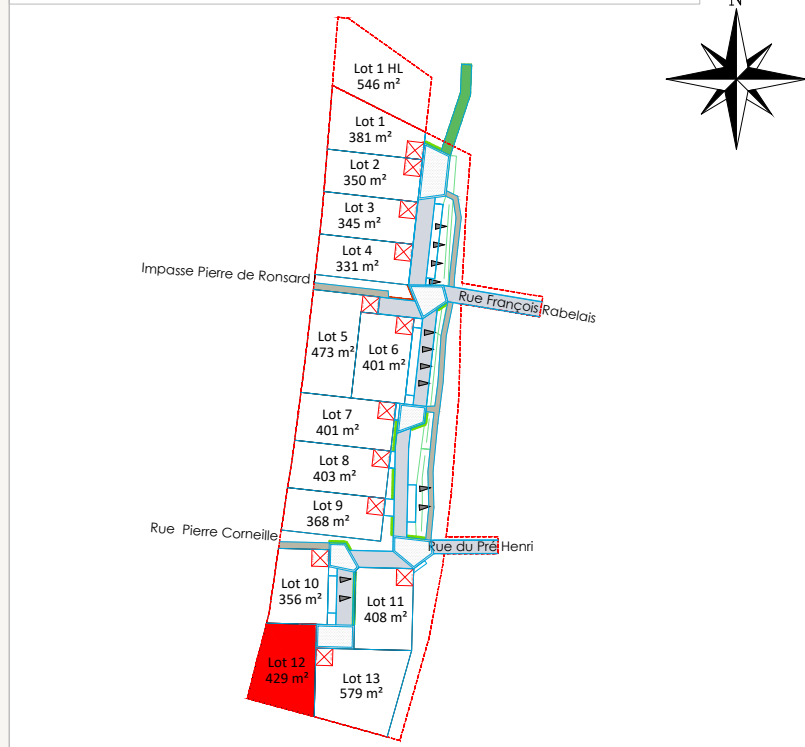 N
Lot 1 HL
546 m²
Lot 1
381 m²
Lot 2
350 m²
Lot 3
345 m²
Lot 4
331 m²
Impasse Pierre de Ronsard
Rue François Rabelais
Lot 5
473 m²
Lot 6
401 m²
Lot 7
401 m²
Lot 8
403 m²
Lot 9
368 m²
Rue Pierre Corneille
Rue du Pré Henri
Lot 10
356 m²
Lot 11
408 m²
Lot 12
429 m²
Lot 13
579 m²